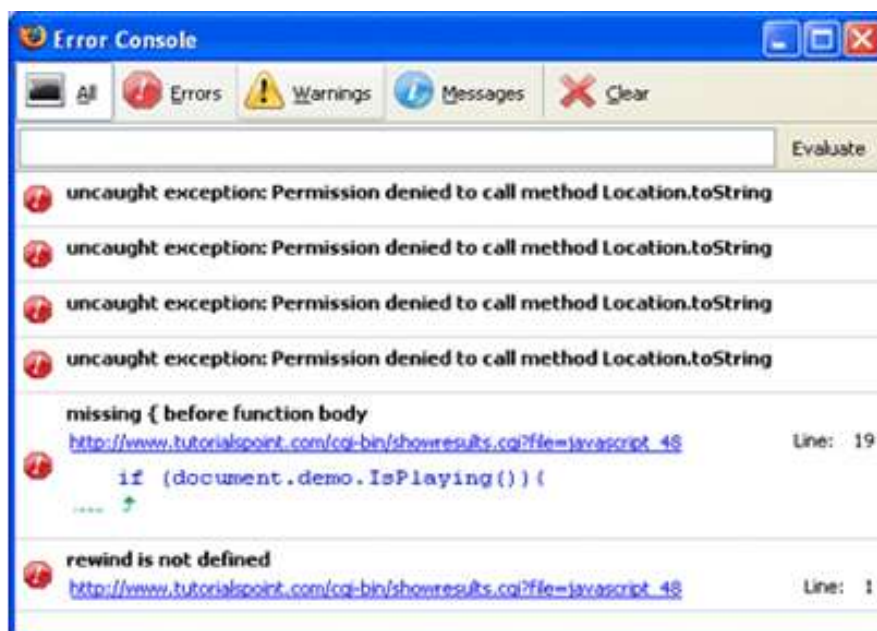 Error Console
All Errors Warnings Messages Clear
Evaluate
uncaught exception: Permission denied to call method Location.toString
uncaught exception: Permission denied to call method Location.toString
uncaught exception: Permission denied to call method Location.toString
uncaught exception: Permission denied to call method Location.toString
missing { before function body
http://www.tutorialspoint.com/cgi-bin/showresults.cgi?file=javascript_48 Line: 19
if (document.demo.IsPlaying()){
....
rewind is not defined
http://www.tutorialspoint.com/cgi-bin/showresults.cgi?file=javascript_48 Line: 1